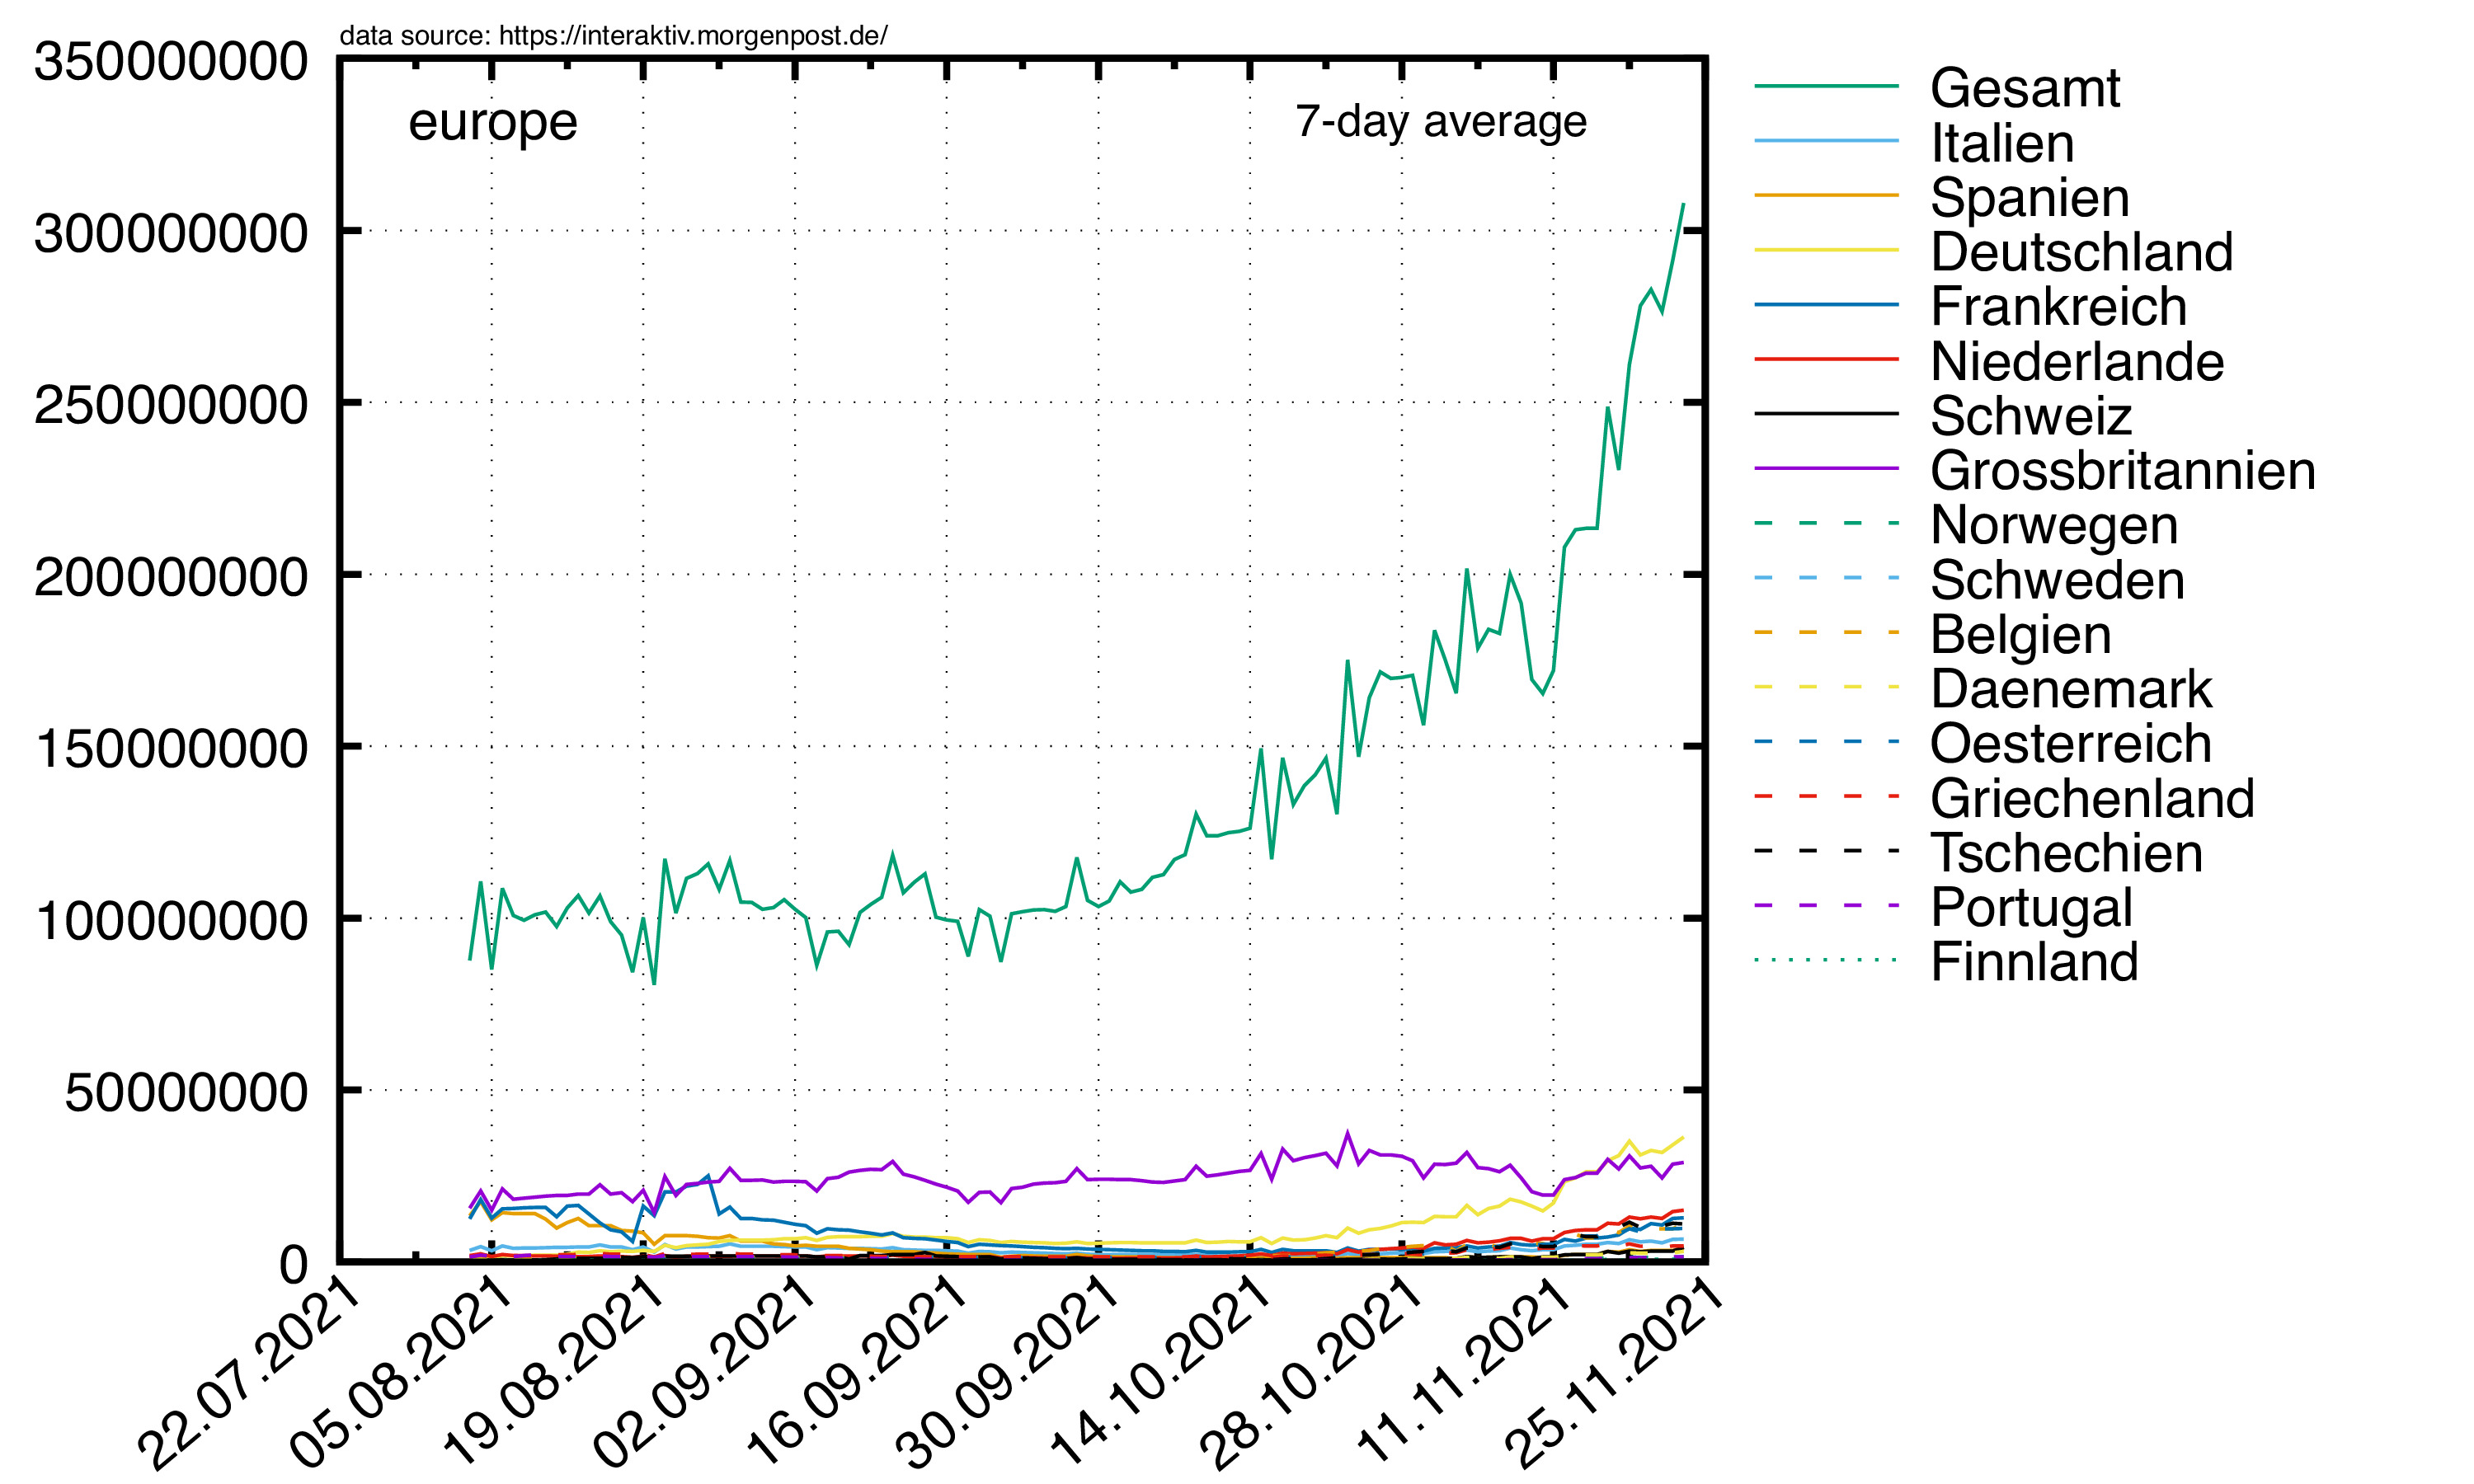 data source: https://interaktiv.morgenpost.de/
europe
7-day average
350000000
300000000
250000000
200000000
150000000
100000000
50000000
0
22.07.2021
05.08.2021
19.08.2021
02.09.2021
16.09.2021
30.09.2021
14.10.2021
28.10.2021
11.11.2021
25.11.2021
Gesamt
Italien
Spanien
Deutschland
Frankreich
Niederlande
Schweiz
Grossbritannien
Norwegen
Schweden
Belgien
Daenemark
Oesterreich
Griechenland
Tschechien
Portugal
Finnland